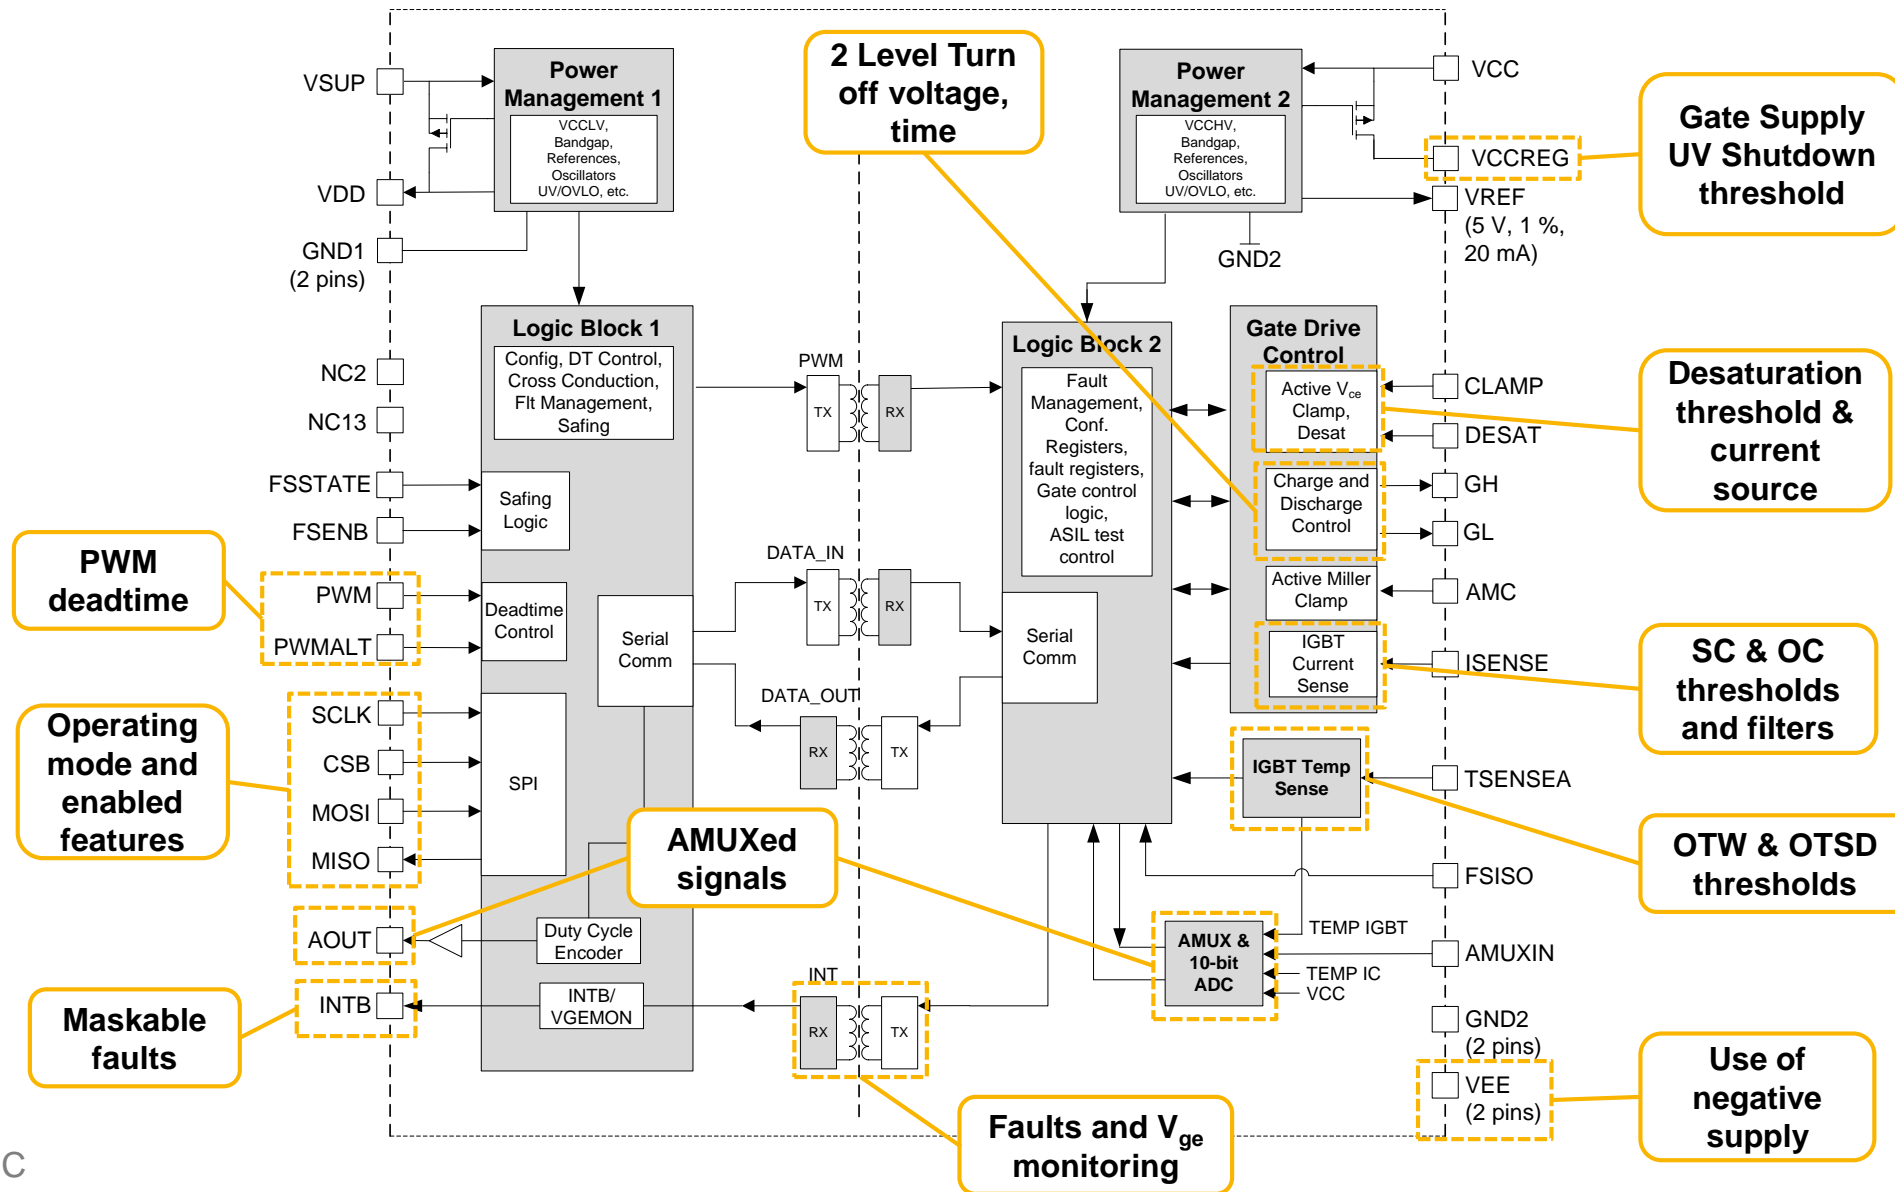 2 Level Turn
off voltage,
time
Power
Management 1
VCCLV,
Bandgap,
References,
Oscillators
UV/OVLO, etc.
Power
Management 2
VCCHV,
Bandgap,
References,
Oscillators
UV/OVLO, etc.
VSUP
VDD
GND1
(2 pins)
VCC
VCCREG
VREF
(5 V, 1 %,
20 mA)
GND2
Gate Supply
UV Shutdown
threshold
NC2
NC13
FSSTATE
FSENB
PWM
deadtime
PWM
PWMALT
Operating
mode and
enabled
features
SCLK
CSB
MOSI
MISO
AOUT
INTB
Maskable
faults
Logic Block 1
Config, DT Control,
Cross Conduction,
Flt Management,
Safing
Safing
Logic
Deadtime
Control
Serial
Comm
SPI
Duty Cycle
Encoder
INTB/
VGEMON
AMUXed
signals
PWM
TX
RX
DATA_IN
TX
RX
DATA_OUT
RX
TX
INT
RX
TX
Faults and Vge
monitoring
Logic Block 2
Fault
Management,
Conf.
Registers,
fault registers,
Gate control
logic,
ASIL test
control
Serial
Comm
Gate Drive
Control
Active Vce
Clamp,
Desat
Charge and
Discharge
Control
Active Miller
Clamp
IGBT
Current
Sense
IGBT Temp
Sense
AMUX &
10-bit
ADC
TEMP IGBT
TEMP IC
VCC
CLAMP
DESAT
GH
GL
AMC
ISENSE
TSENSEA
FSISO
AMUXIN
GND2
(2 pins)
VEE
(2 pins)
Desaturation
threshold &
current
source
SC & OC
thresholds
and filters
OTW & OTSD
thresholds
Use of
negative
supply
C